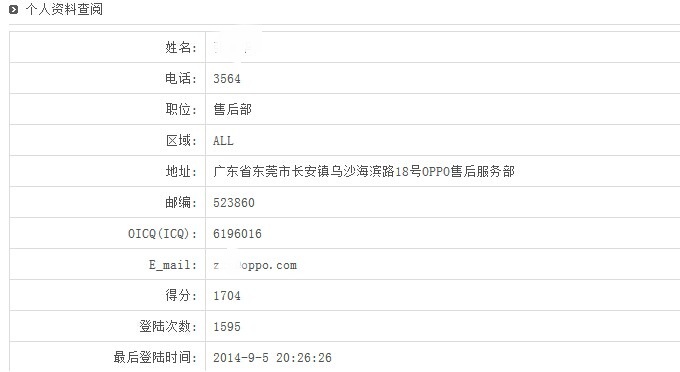 个人资料查阅
姓名:
电话: 3564
职位: 售后部
区域: ALL
地址: 广东省东莞市长安镇乌沙海滨路18号OPPO售后服务部
邮编: 523860
OICQ(ICQ): 6196016
E_mail: z oppo.com
得分: 1704
登陆次数: 1595
最后登陆时间: 2014-9-5 20:26:26